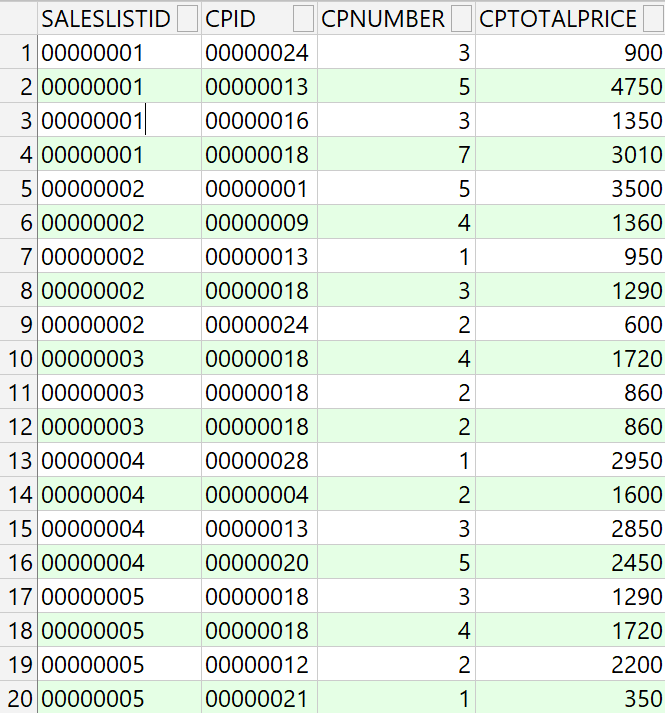 SALESLISTID CPID CPNUMBER CPTOTALPRICE
1 00000001 00000024 3 900
2 00000001 00000013 5 4750
3 00000001 00000016 3 1350
4 00000001 00000018 7 3010
5 00000002 00000001 5 3500
6 00000002 00000009 4 1360
7 00000002 00000013 1 950
8 00000002 00000018 3 1290
9 00000002 00000024 2 600
10 00000003 00000018 4 1720
11 00000003 00000018 2 860
12 00000003 00000018 2 860
13 00000004 00000028 1 2950
14 00000004 00000004 2 1600
15 00000004 00000013 3 2850
16 00000004 00000020 5 2450
17 00000005 00000018 3 1290
18 00000005 00000018 4 1720
19 00000005 00000012 2 2200
20 00000005 00000021 1 350